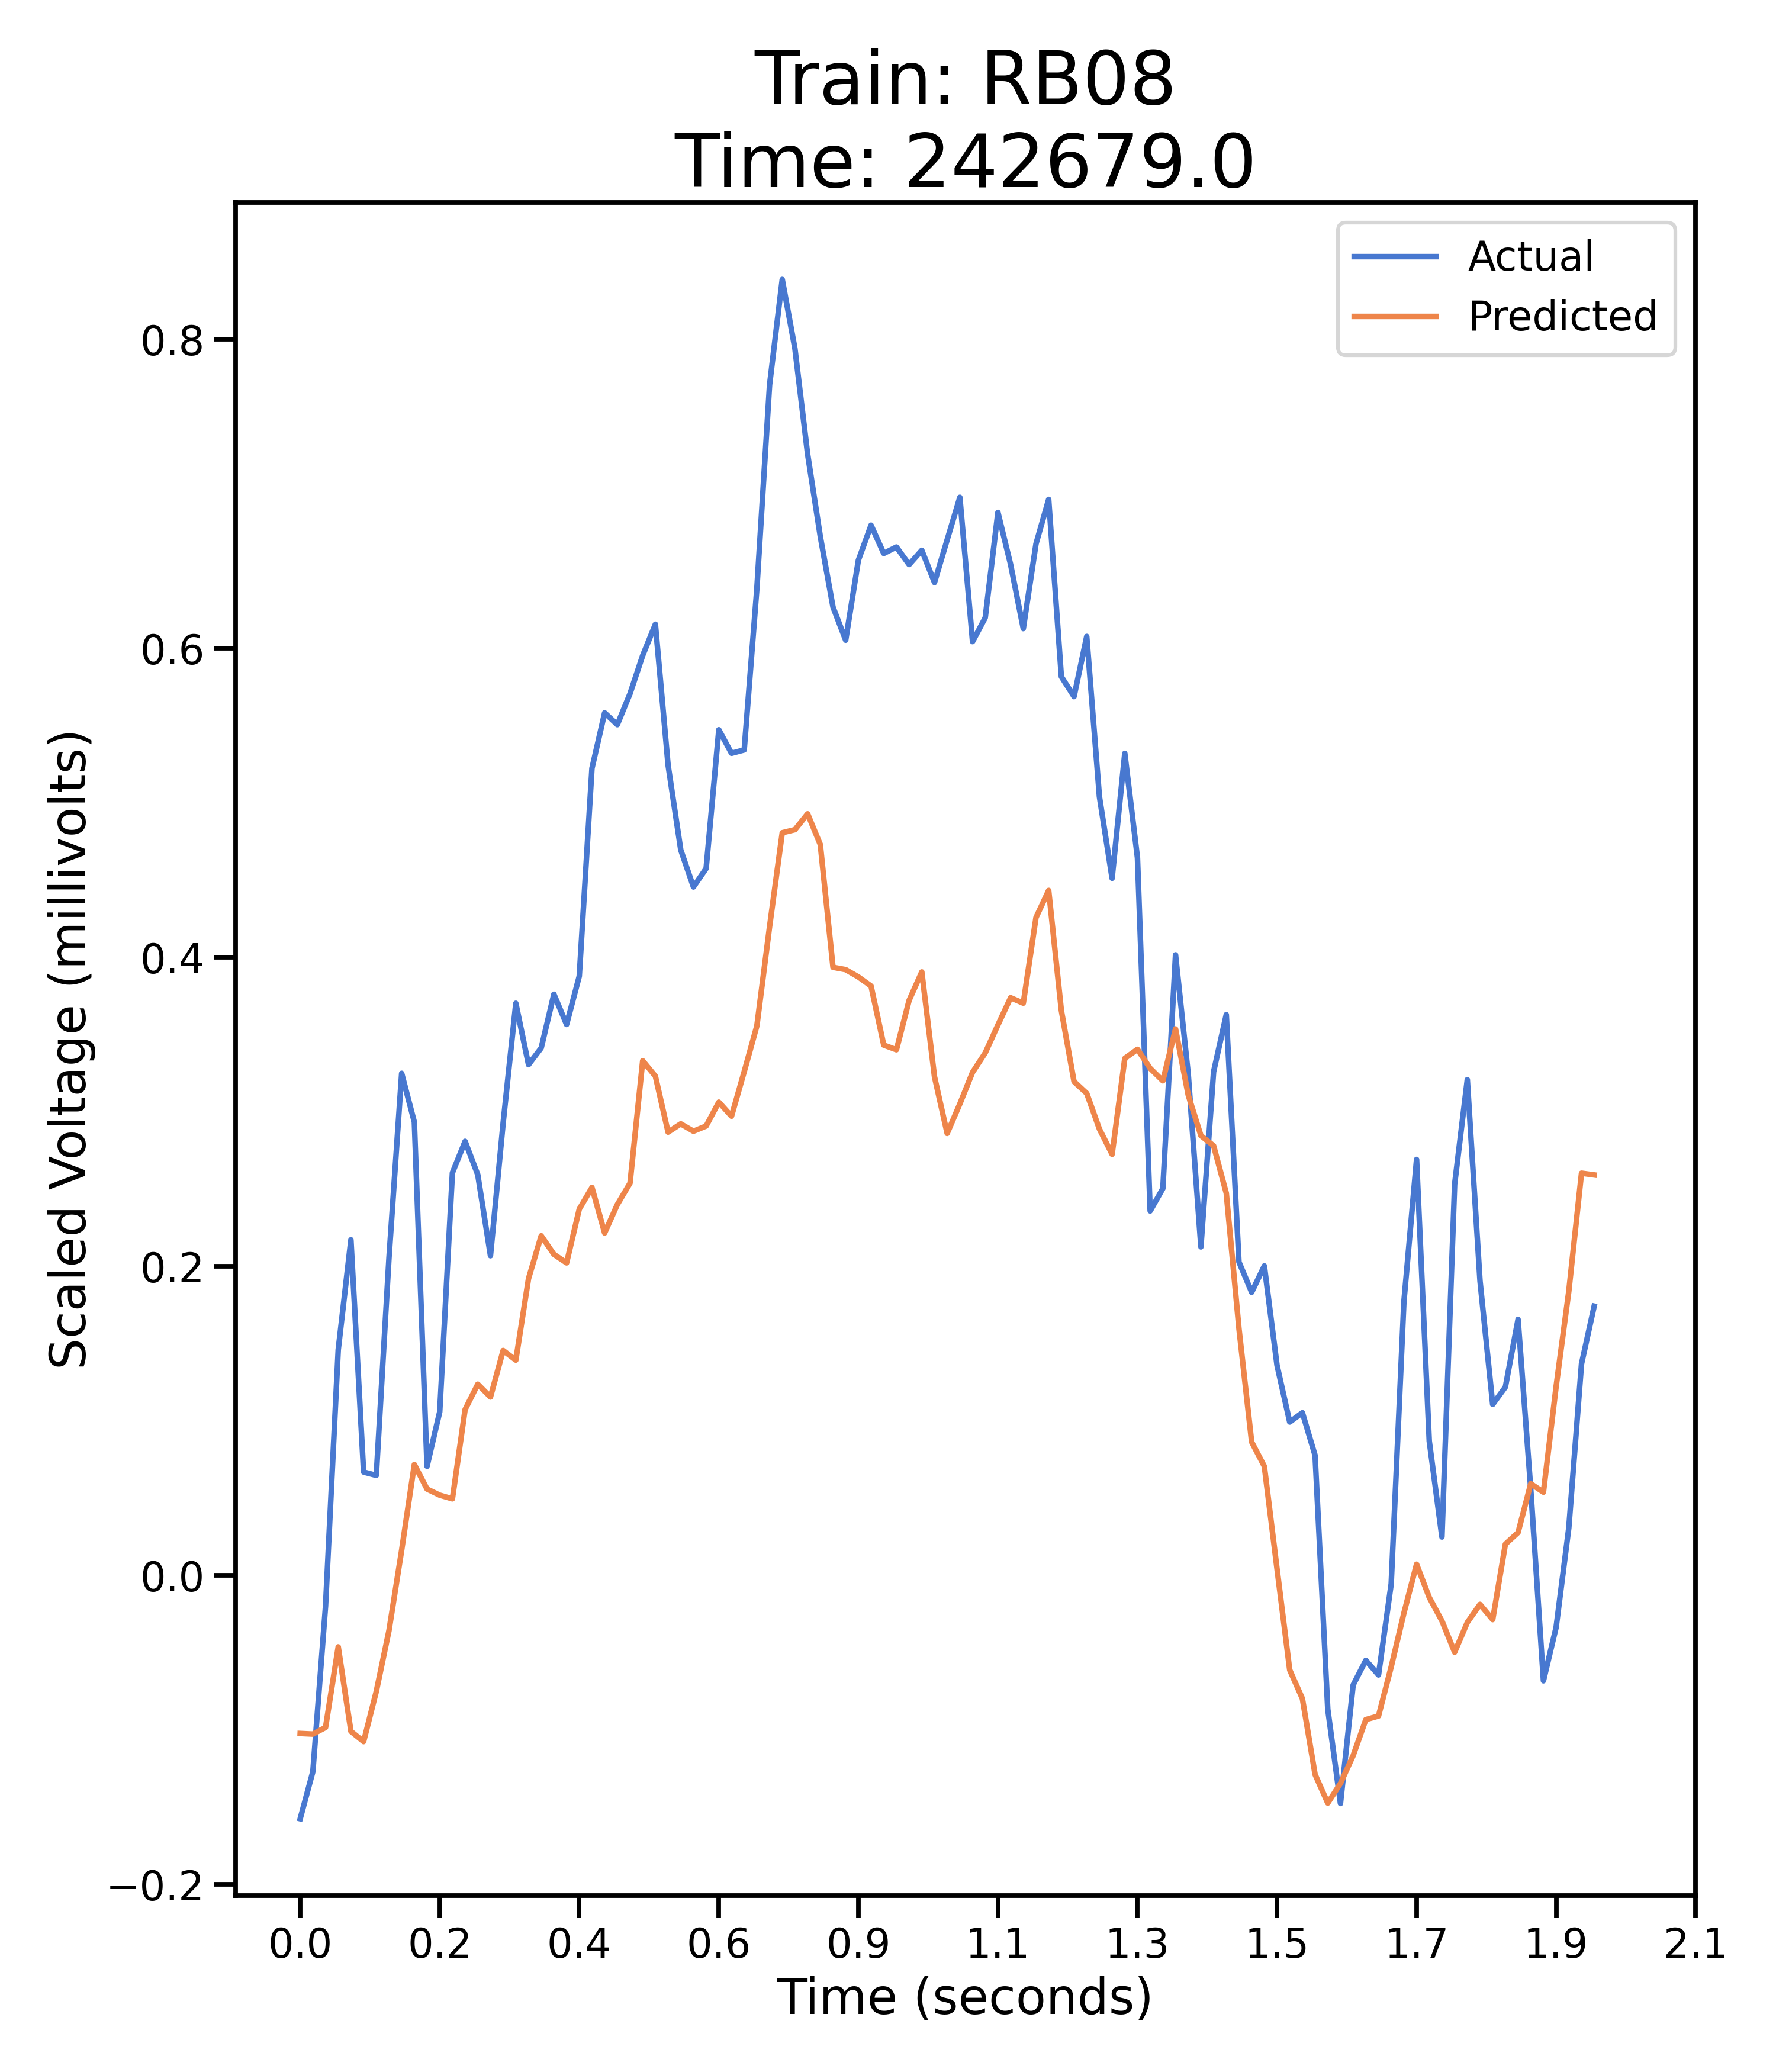 Train: RB08
Time: 242679.0
Actual
Predicted
Scaled Voltage (millivolts)
0.8
0.6
0.4
0.2
0.0
−0.2
0.0 0.2 0.4 0.6 0.9 1.1 1.3 1.5 1.7 1.9 2.1
Time (seconds)